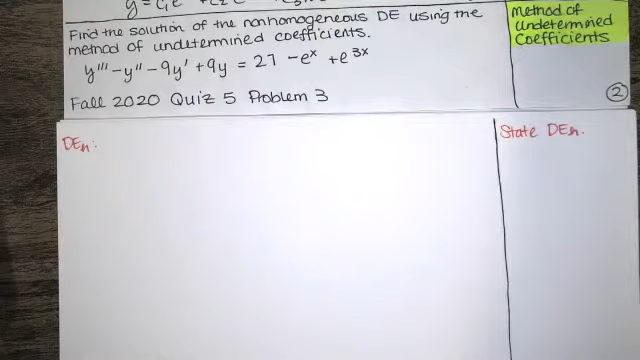 Find the solution of the nonhomogeneous DE using the
method of undetermined coefficients.
y''' - y'' - 9y' + 9y = 27 - e^x + e^3x
Fall 2020 Quiz 5 Problem 3
method of
undetermined
Coefficients
2
DEh:
State DEh.